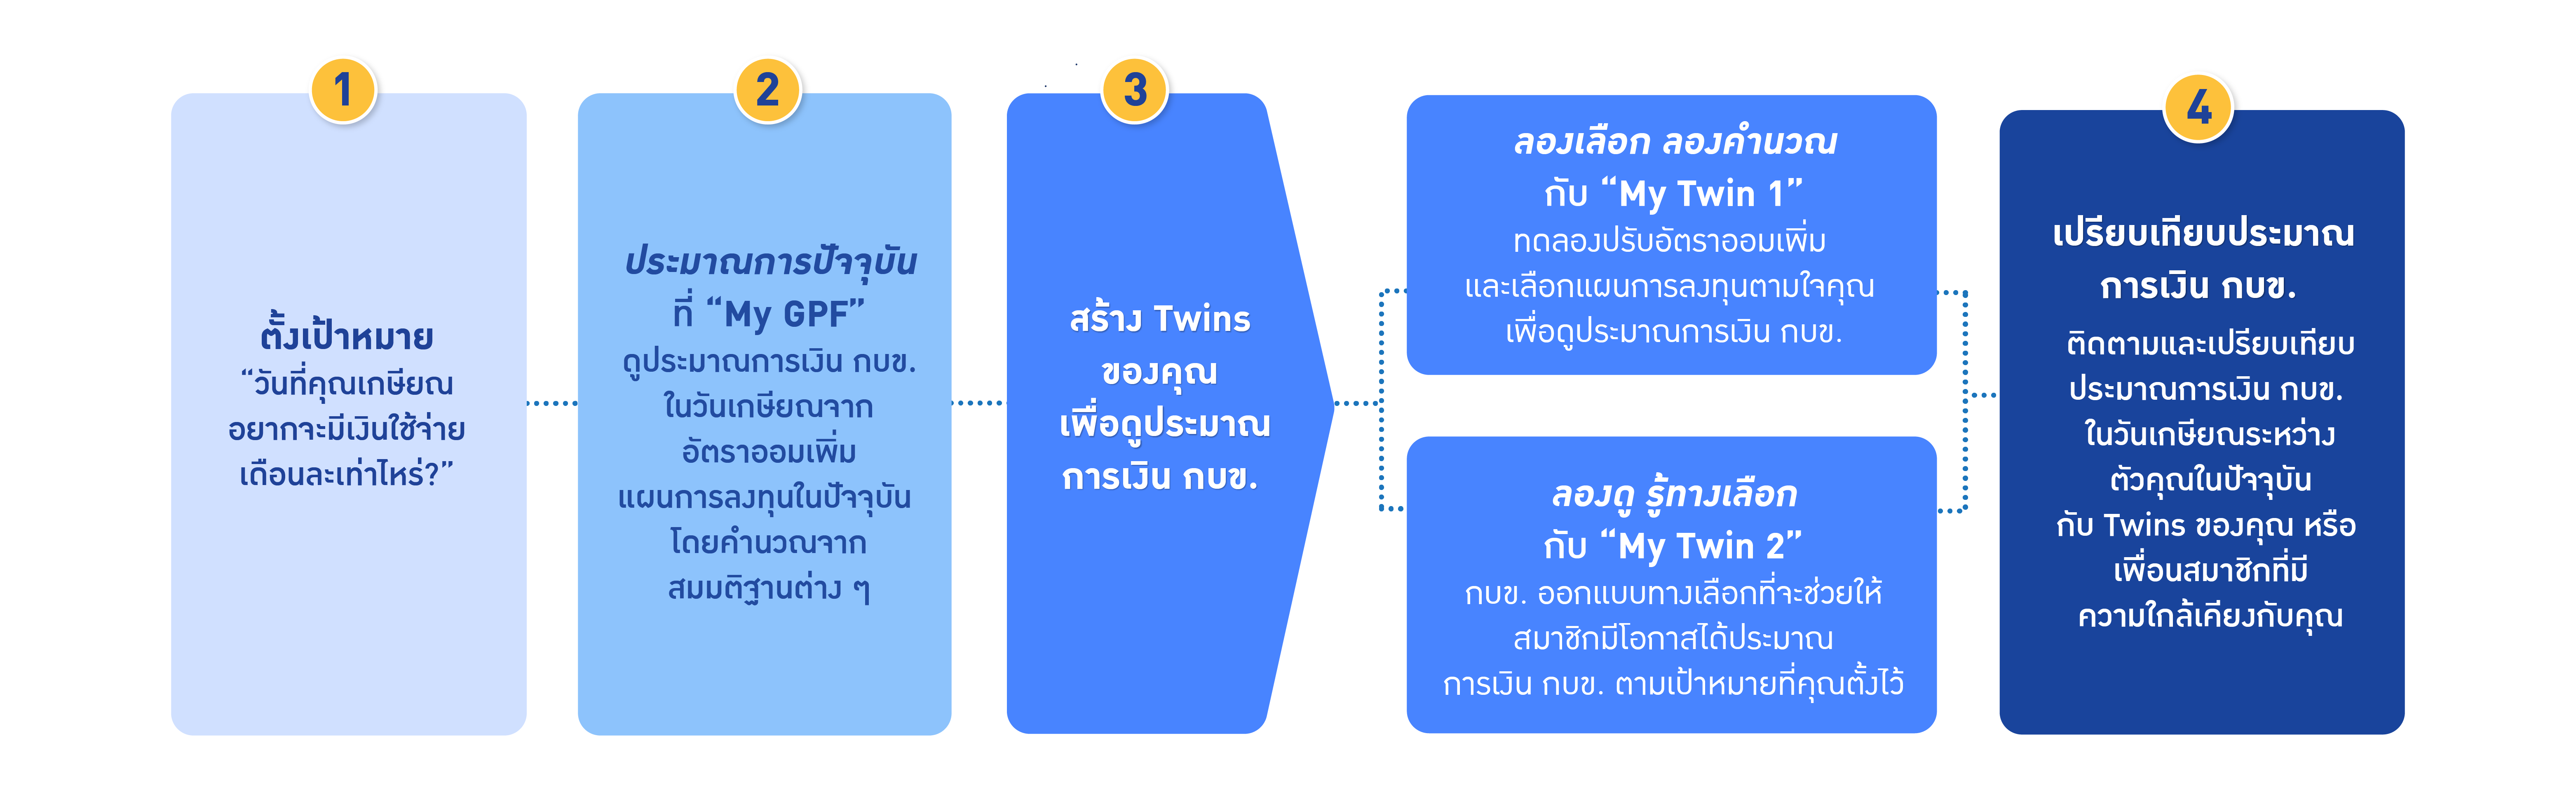 1
ตั้งเป้าหมาย
“วันที่คุณเกษียณ
อยากจะมีเงินใช้จ่าย
เดือนละเท่าไหร่?”
2
ประมาณการปัจจุบัน
ที่ “My GPF”
ดูประมาณการเงิน กบข.
ในวันเกษียณจาก
อัตราออมเพิ่ม
แผนการลงทุนในปัจจุบัน
โดยคำนวณจาก
สมมติฐานต่าง ๆ
3
สร้าง Twins
ของคุณ
เพื่อดูประมาณ
การเงิน กบข.
ลองเลือก ลองคำนวณ
กับ “My Twin 1”
ทดลองปรับอัตราออมเพิ่ม
และเลือกแผนการลงทุนตามใจคุณ
เพื่อดูประมาณการเงิน กบข.
ลองดู รู้ทางเลือก
กับ “My Twin 2”
กบข. ออกแบบทางเลือกที่จะช่วยให้
สมาชิกมีโอกาสได้ประมาณ
การเงิน กบข. ตามเป้าหมายที่คุณตั้งไว้
4
เปรียบเทียบประมาณ
การเงิน กบข.
ติดตามและเปรียบเทียบ
ประมาณการเงิน กบข.
ในวันเกษียณระหว่าง
ตัวคุณในปัจจุบัน
กับ Twins ของคุณ หรือ
เพื่อนสมาชิกที่มี
ความใกล้เคียงกับคุณ